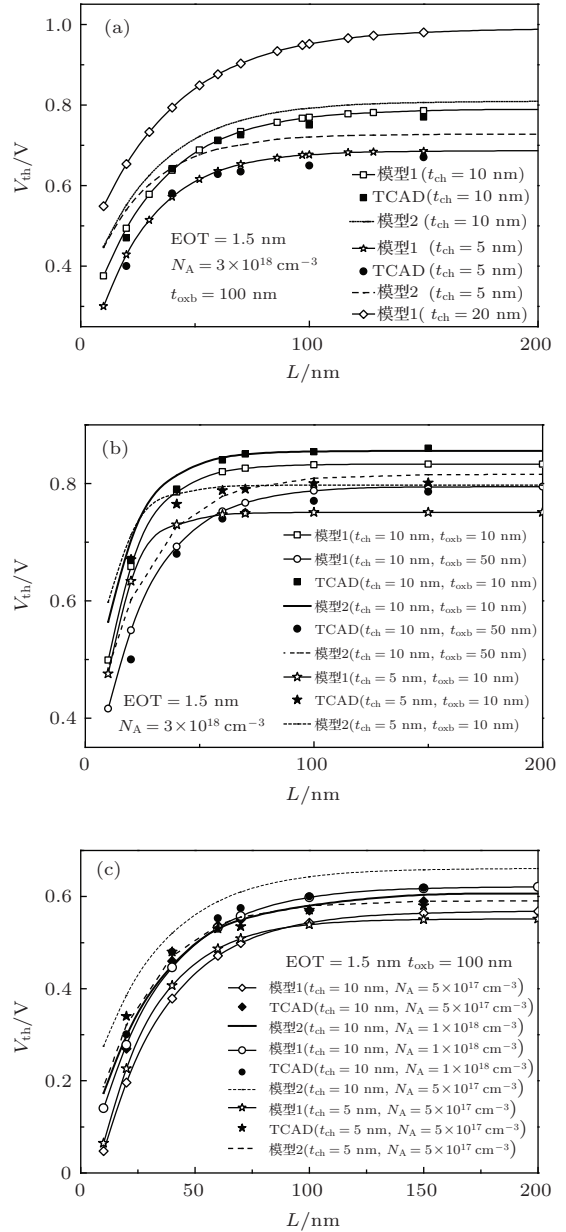 (a)
1.0
0.8
0.6
0.4
V_th/V
模型1(t_ch = 10 nm)
TCAD(t_ch = 10 nm)
模型2(t_ch = 10 nm)
模型1 (t_ch = 5 nm)
TCAD(t_ch = 5 nm)
模型2 (t_ch = 5 nm)
模型1( t_ch = 20 nm)
EOT = 1.5 nm
N_A = 3×10^18 cm^−3
t_oxb = 100 nm
0 50 100 150 200
L/nm
(b)
0.8
0.6
0.4
V_th/V
模型1(t_ch = 10 nm, t_oxb = 10 nm)
模型1(t_ch = 10 nm, t_oxb = 50 nm)
TCAD(t_ch = 10 nm, t_oxb = 10 nm)
模型2(t_ch = 10 nm, t_oxb = 10 nm)
TCAD(t_ch = 10 nm, t_oxb = 50 nm)
模型2(t_ch = 10 nm, t_oxb = 50 nm)
模型1(t_ch = 5 nm, t_oxb = 10 nm)
TCAD(t_ch = 5 nm, t_oxb = 10 nm)
模型2(t_ch = 5 nm, t_oxb = 10 nm)
EOT = 1.5 nm
N_A = 3×10^18 cm^−3
0 50 100 150 200
L/nm
(c)
0.6
0.4
0.2
0
V_th/V
EOT = 1.5 nm t_oxb = 100 nm
模型1(t_ch = 10 nm, N_A = 5×10^17 cm^−3)
TCAD(t_ch = 10 nm, N_A = 5×10^17 cm^−3)
模型2(t_ch = 10 nm, N_A = 1×10^18 cm^−3)
模型1(t_ch = 10 nm, N_A = 1×10^18 cm^−3)
TCAD(t_ch = 10 nm, N_A = 1×10^18 cm^−3)
模型2(t_ch = 10 nm, N_A = 5×10^17 cm^−3)
模型1(t_ch = 5 nm, N_A = 5×10^17 cm^−3)
TCAD(t_ch = 5 nm, N_A = 5×10^17 cm^−3)
模型2(t_ch = 5 nm, N_A = 5×10^17 cm^−3)
0 50 100 150 200
L/nm